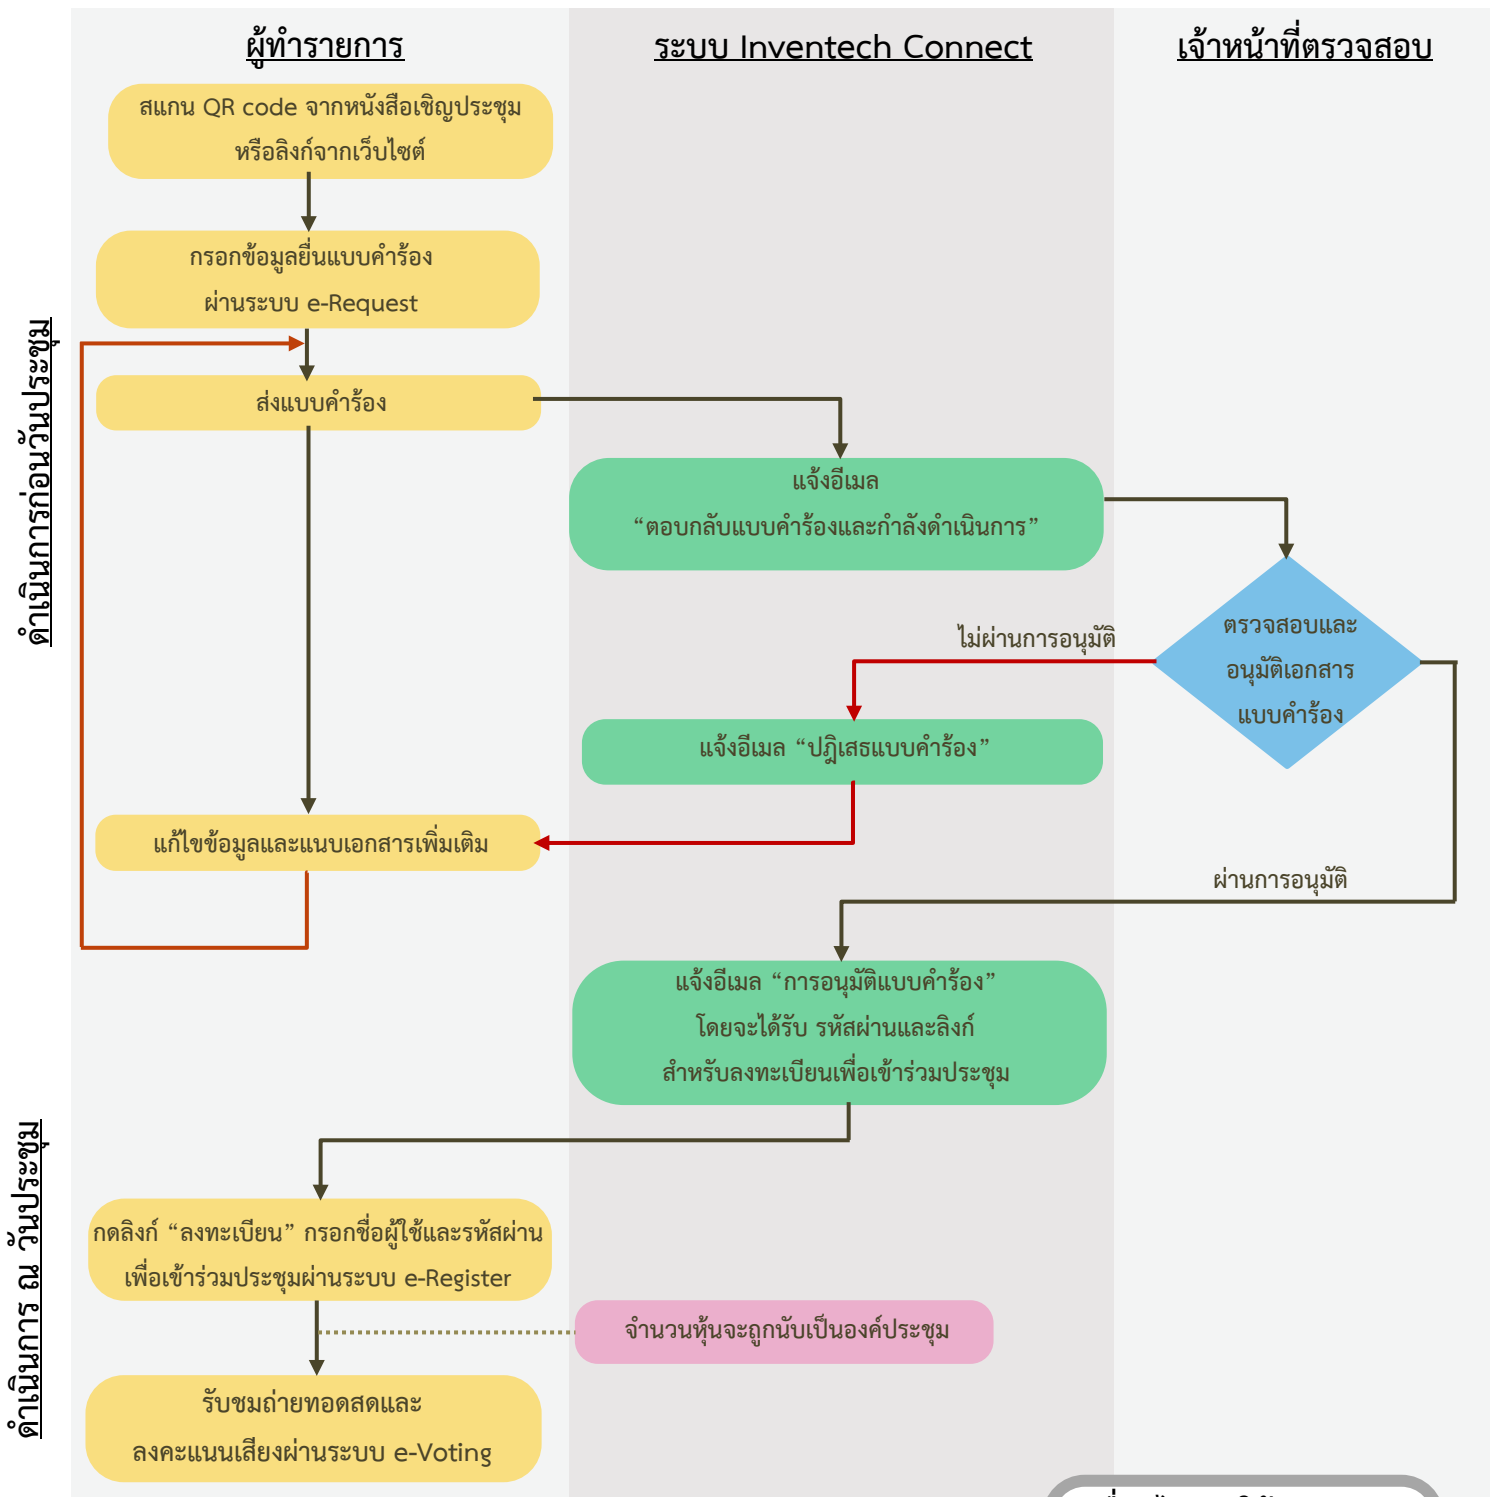 ผู้ทำรายการ
ระบบ Inventech Connect
เจ้าหน้าที่ตรวจสอบ
ดำเนินการก่อนวันประชุม
สแกน QR code จากหนังสือเชิญประชุม
หรือลิงก์จากเว็บไซต์
กรอกข้อมูลยื่นแบบคำร้อง
ผ่านระบบ e-Request
ส่งแบบคำร้อง
แจ้งอีเมล
“ตอบกลับแบบคำร้องและกำลังดำเนินการ”
ตรวจสอบและ
อนุมัติเอกสาร
แบบคำร้อง
ไม่ผ่านการอนุมัติ
แจ้งอีเมล “ปฎิเสธแบบคำร้อง”
แก้ไขข้อมูลและแนบเอกสารเพิ่มเติม
ผ่านการอนุมัติ
แจ้งอีเมล “การอนุมัติแบบคำร้อง”
โดยจะได้รับ รหัสผ่านและลิงก์
สำหรับลงทะเบียนเพื่อเข้าร่วมประชุม
ดำเนินการ ณ วันประชุม
กดลิงก์ “ลงทะเบียน” กรอกชื่อผู้ใช้และรหัสผ่าน
เพื่อเข้าร่วมประชุมผ่านระบบ e-Register
จำนวนหุ้นจะถูกนับเป็นองค์ประชุม
รับชมถ่ายทอดสดและ
ลงคะแนนเสียงผ่านระบบ e-Voting